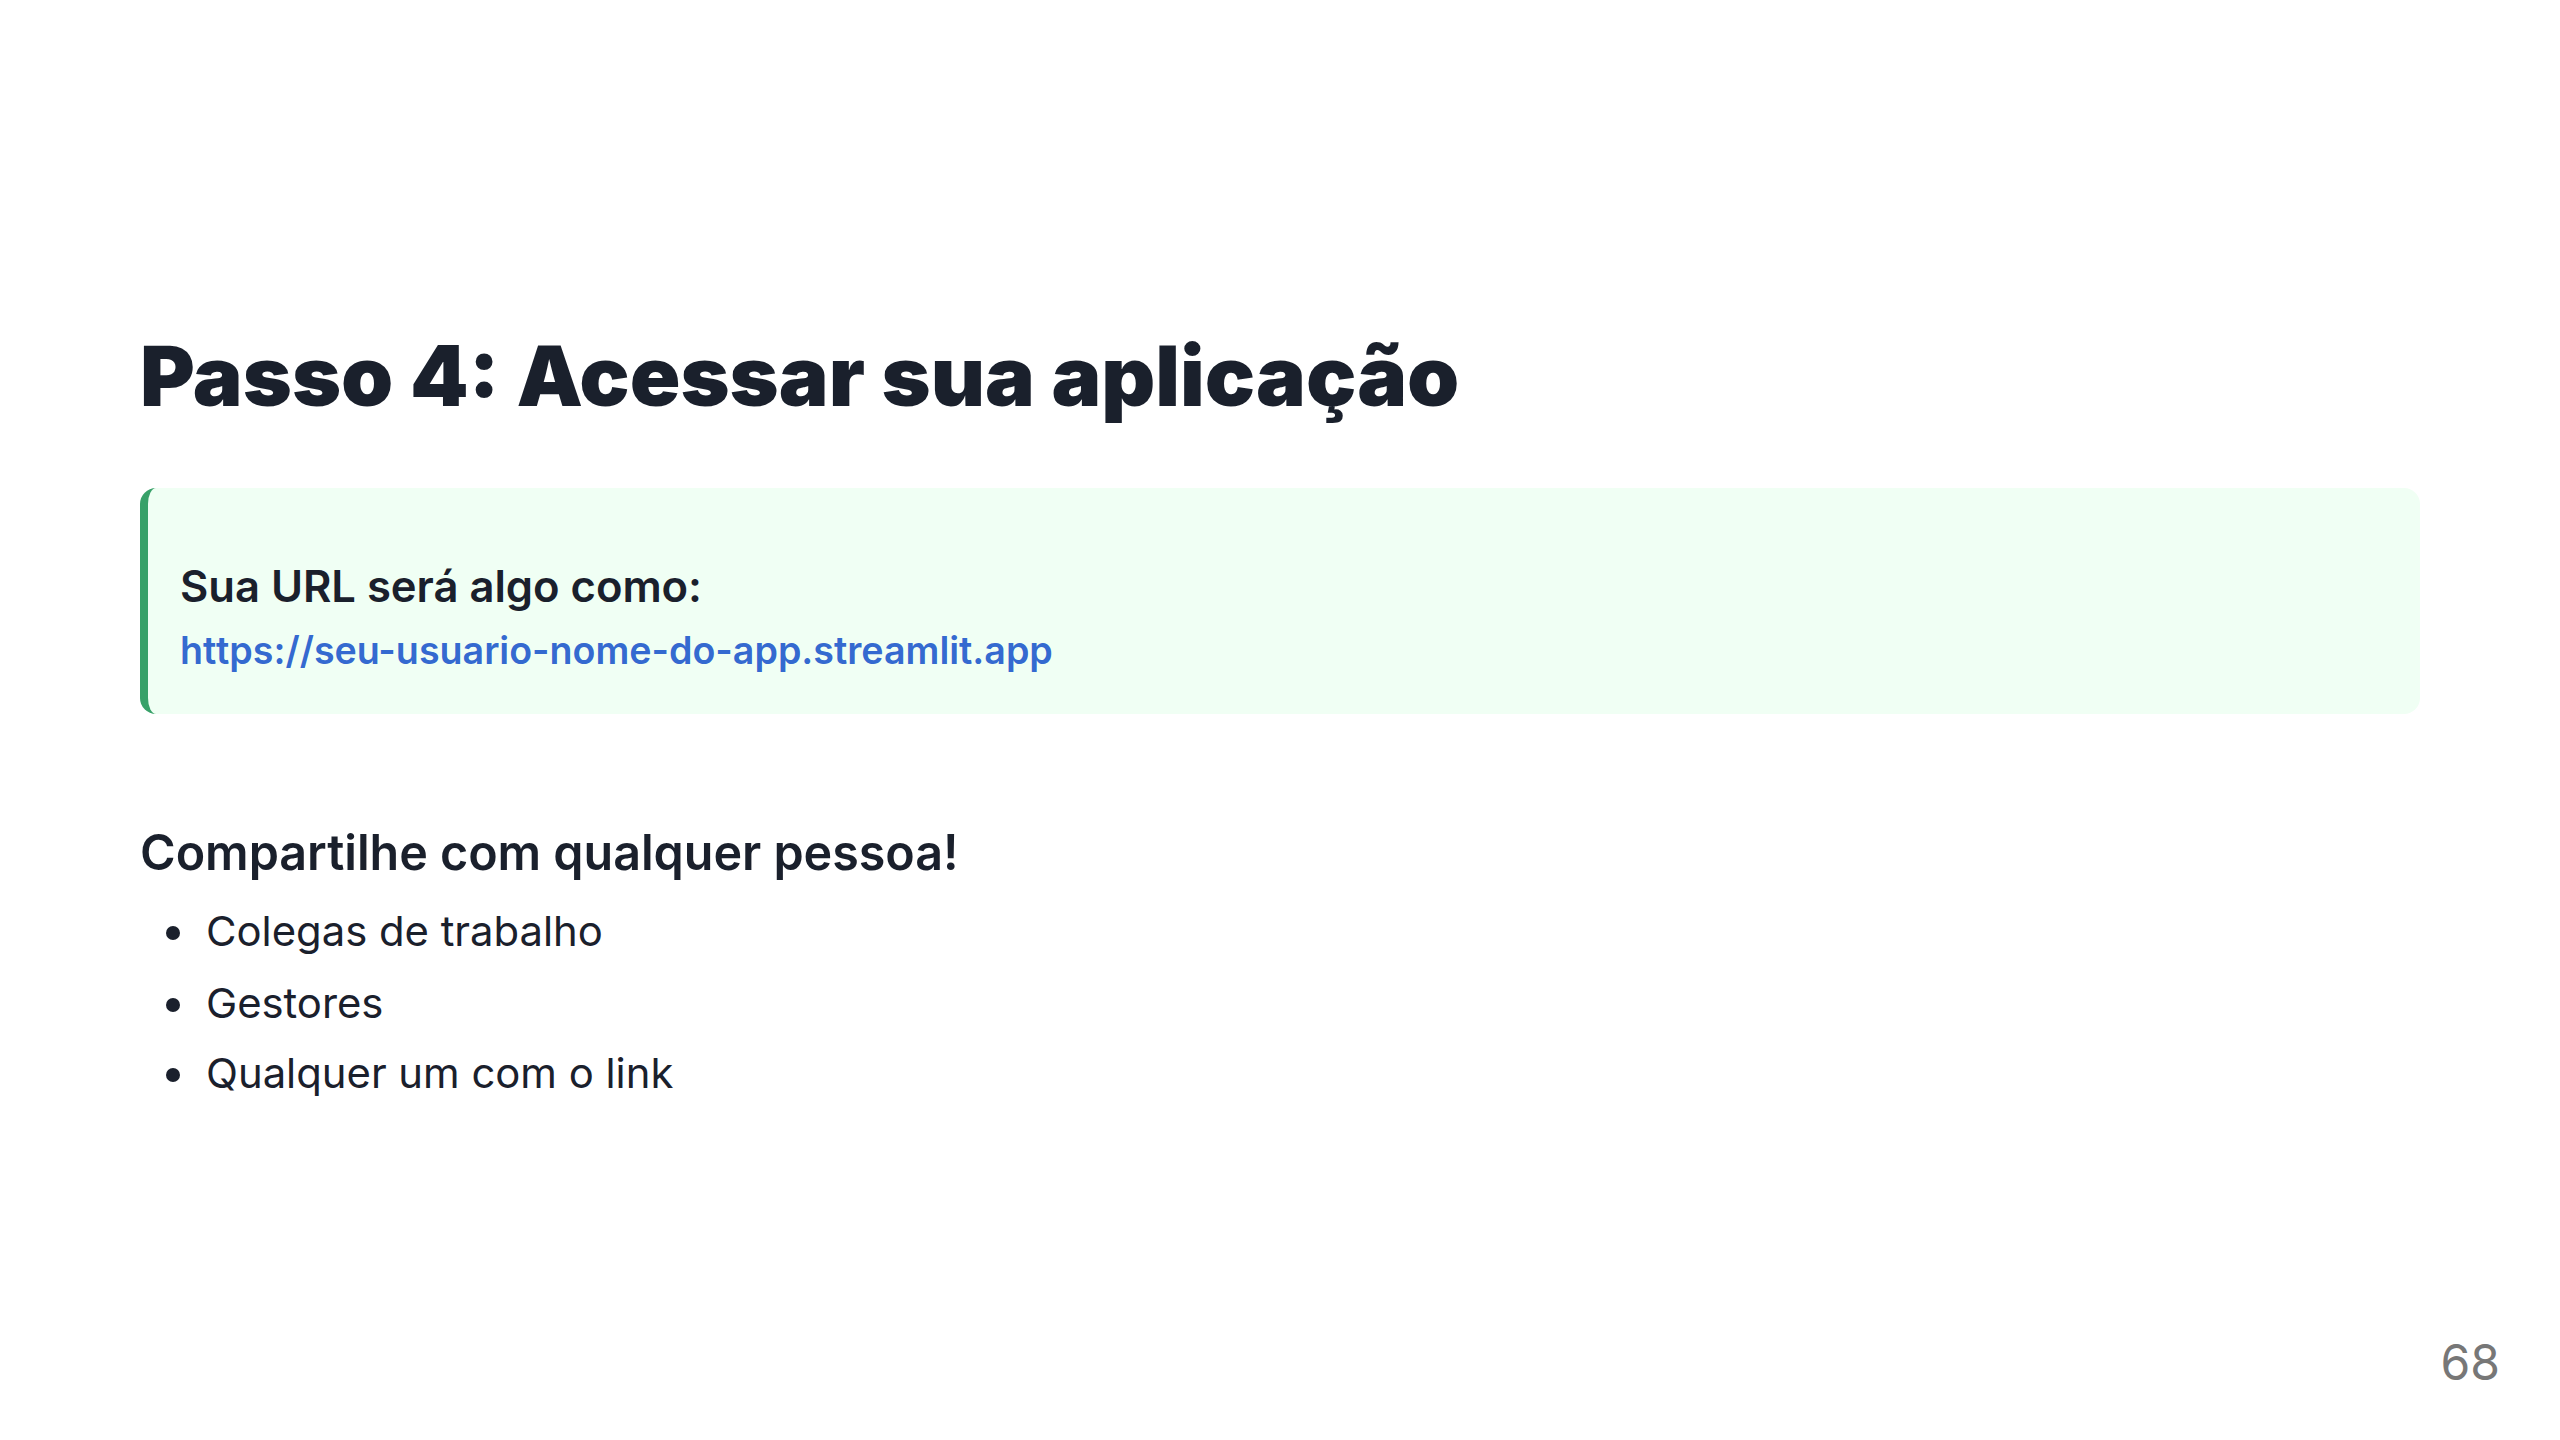 Passo 4: Acessar sua aplicação
Sua URL será algo como:
https://seu-usuario-nome-do-app.streamlit.app
Compartilhe com qualquer pessoa!
• Colegas de trabalho
• Gestores
• Qualquer um com o link
68